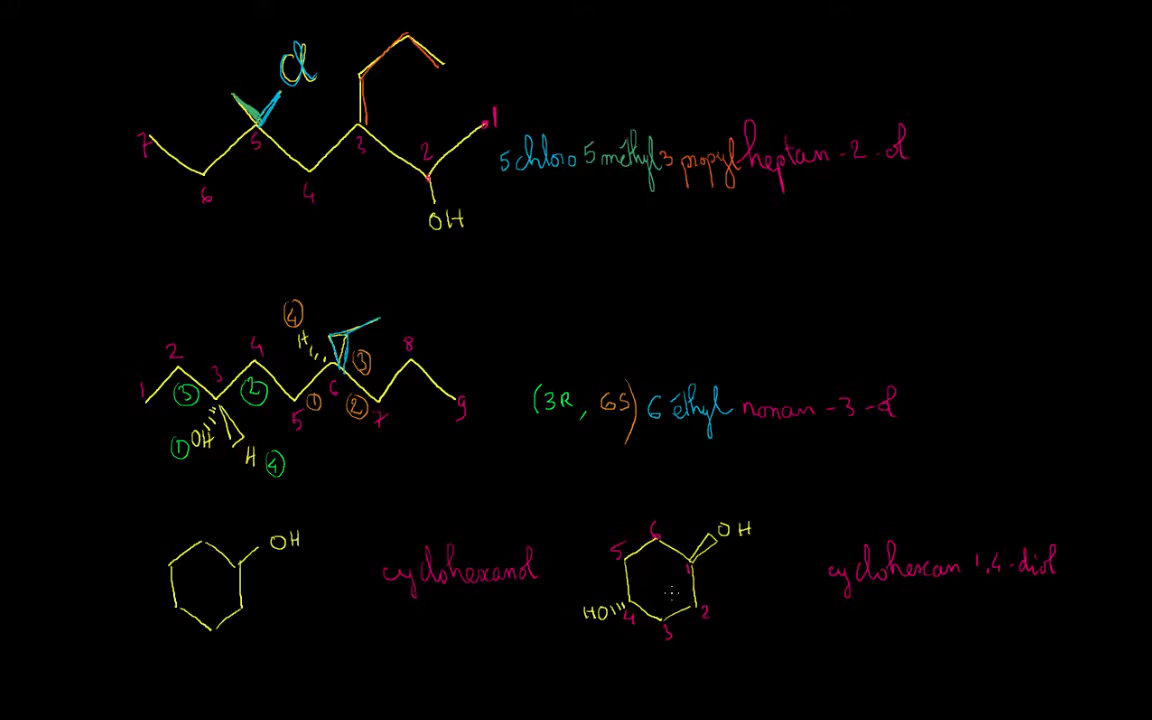 Cl
7 5 3 2 1
6 4
OH
5 chloro 5 méthyl 3 propyl heptan-2-ol
4 H
1 2 3 4 5 6 7 8 9
3 2 1 2 3
1 OH H 4
(3R, 6S) 6 éthyl nonan-3-ol
OH
cyclohexanol
6 OH
5 1
HO 4 3 2
cyclohexan 1,4-diol